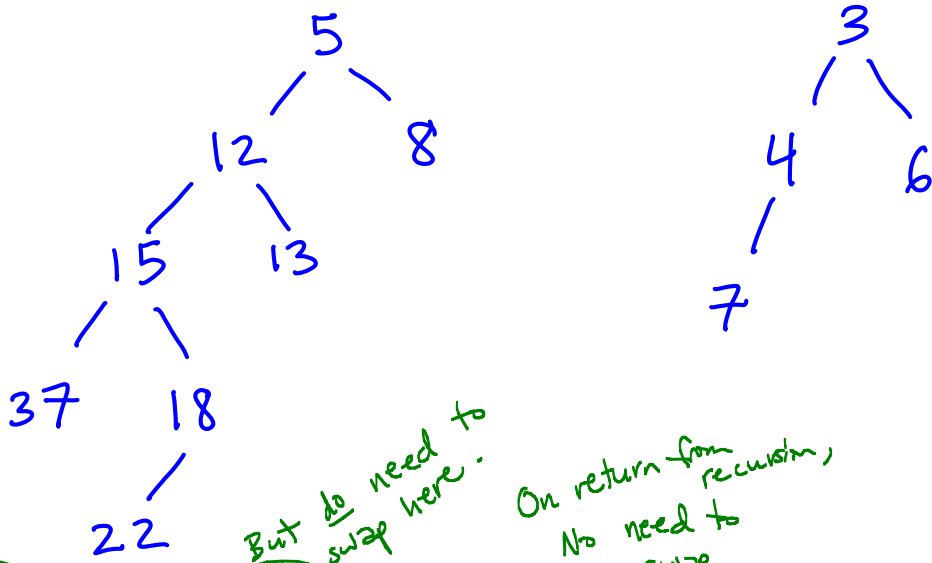 5
3
12
8
4
6
15
13
7
37
18
22
But do need to
swap here.
On return from
recursion,
No need to
swap